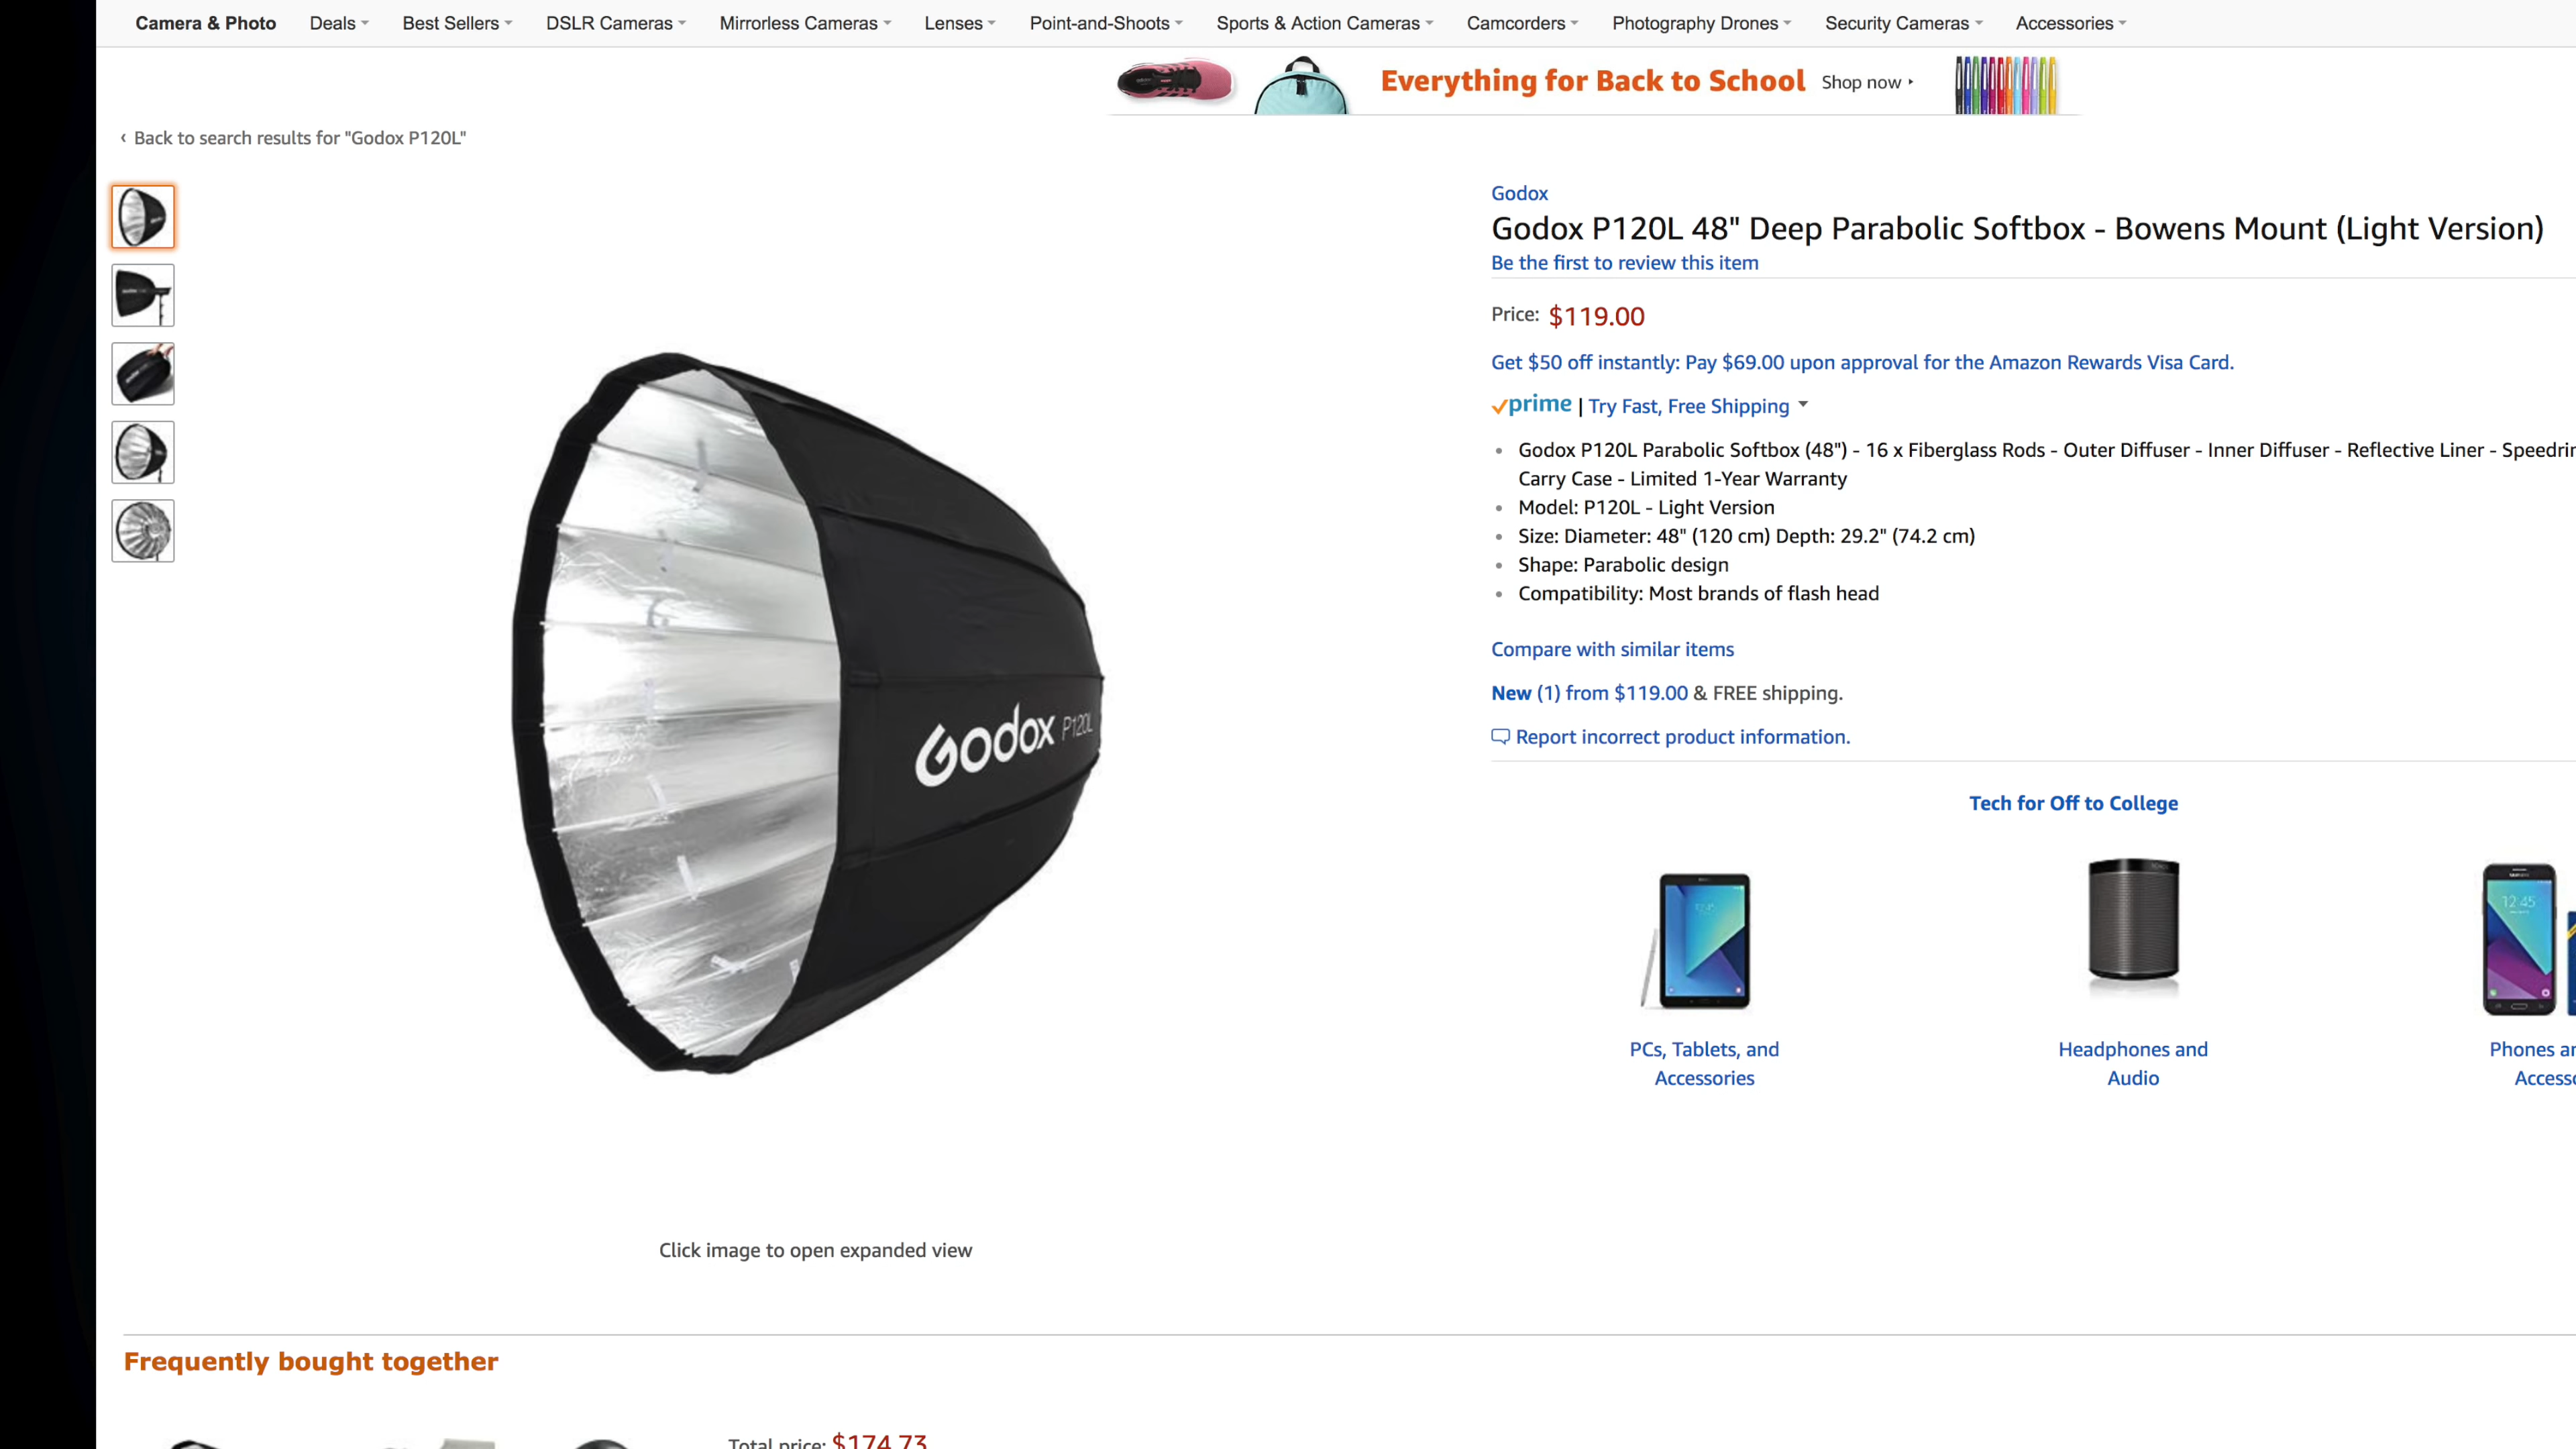 Camera & Photo Deals Best Sellers DSLR Cameras Mirrorless Cameras Lenses Point-and-Shoots Sports & Action Cameras Camcorders Photography Drones Security Cameras Accessories
Everything for Back to School Shop now
‹ Back to search results for "Godox P120L"
Godox
Godox P120L 48" Deep Parabolic Softbox - Bowens Mount (Light Version)
Be the first to review this item
Price: $119.00
Get $50 off instantly: Pay $69.00 upon approval for the Amazon Rewards Visa Card.
prime | Try Fast, Free Shipping
Godox P120L Parabolic Softbox (48") - 16 x Fiberglass Rods - Outer Diffuser - Inner Diffuser - Reflective Liner -
Carry Case - Limited 1-Year Warranty
Model: P120L - Light Version
Size: Diameter: 48" (120 cm) Depth: 29.2" (74.2 cm)
Shape: Parabolic design
Compatibility: Most brands of flash head
Compare with similar items
New (1) from $119.00 & FREE shipping.
Report incorrect product information.
Godox P120L
Tech for Off to College
12:45
PCs, Tablets, and
Accessories
Headphones and
Audio
Phones
Click image to open expanded view
Frequently bought together
Total price: $174.73